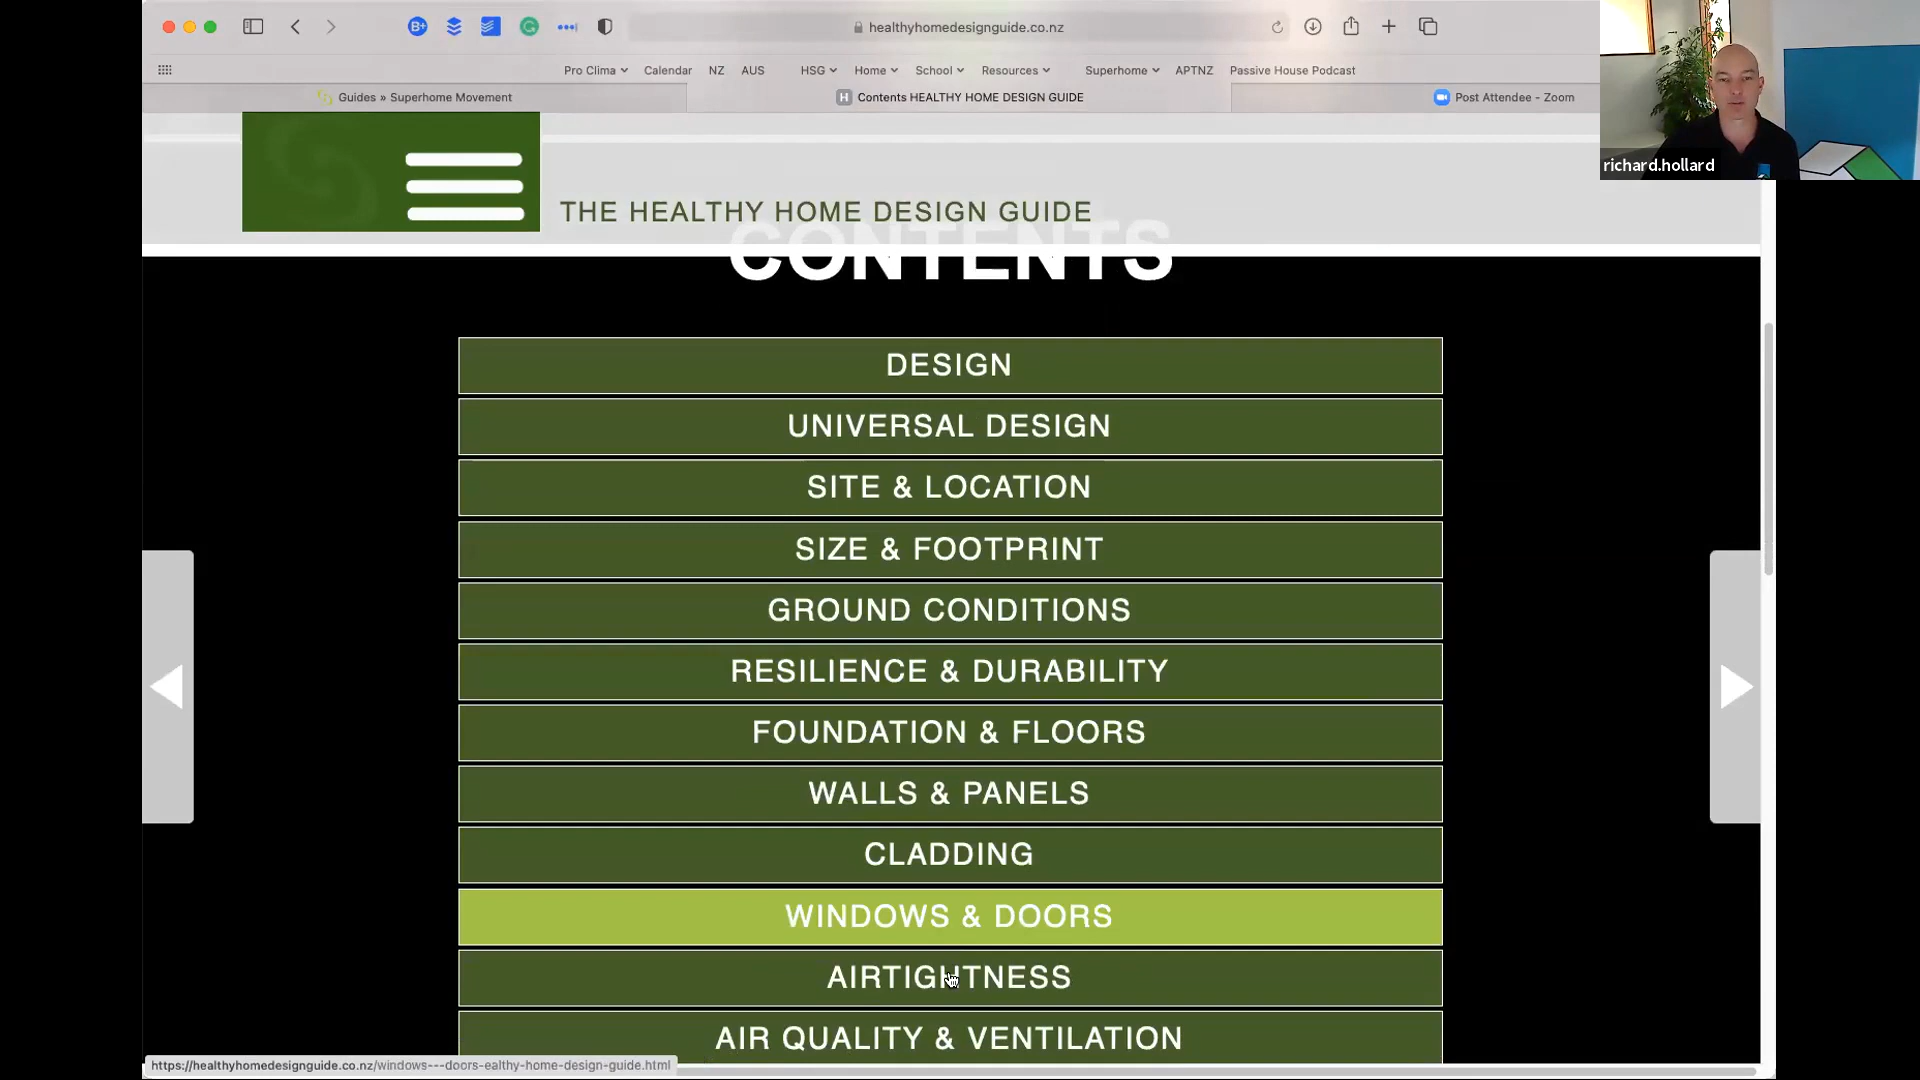 healthyhomedesignguide.co.nz
Pro Clima Calendar NZ AUS HSG Home School Resources Superhome APTNZ Passive House Podcast
Guides » Superhome Movement
H Contents HEALTHY HOME DESIGN GUIDE
Post Attendee - Zoom
richard.hollard
THE HEALTHY HOME DESIGN GUIDE
CONTENTS
DESIGN
UNIVERSAL DESIGN
SITE & LOCATION
SIZE & FOOTPRINT
GROUND CONDITIONS
RESILIENCE & DURABILITY
FOUNDATION & FLOORS
WALLS & PANELS
CLADDING
WINDOWS & DOORS
AIRTIGHTNESS
AIR QUALITY & VENTILATION
https://healthyhomedesignguide.co.nz/windows---doors-ealthy-home-design-guide.html